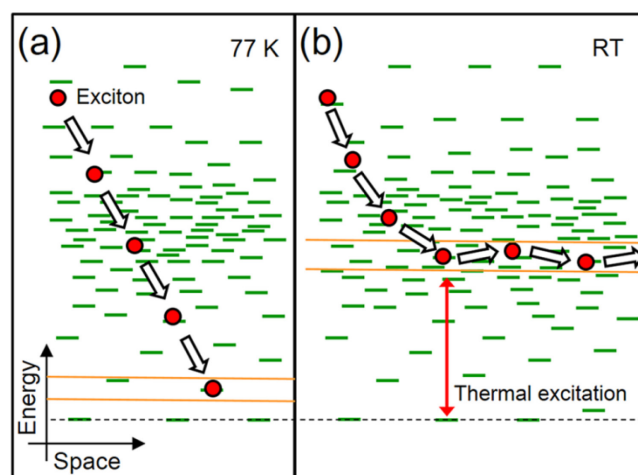 (a)
77 K
Exciton
Energy
Space
(b)
RT
Thermal excitation